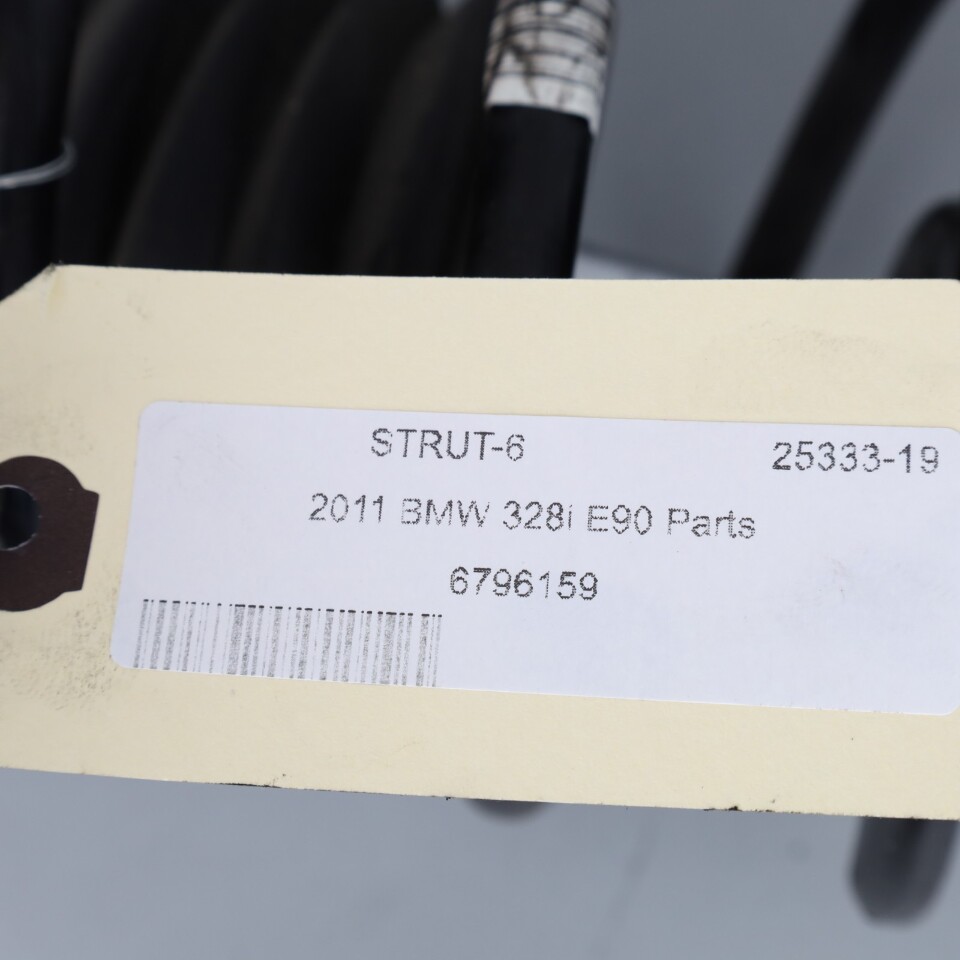 STRUT-6 25333-19
2011 BMW 328i E90 Parts
6796159